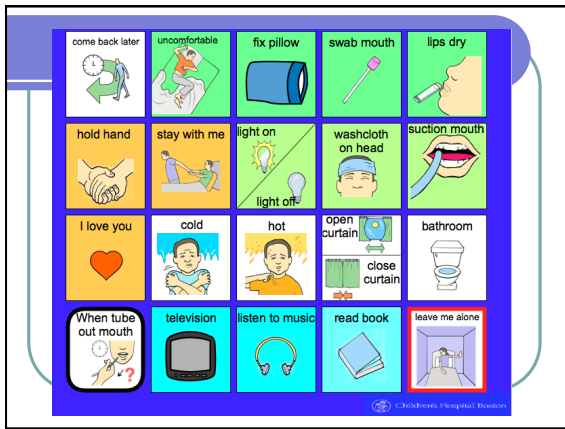 come back later
uncomfortable
fix pillow
swab mouth
lips dry
hold hand
stay with me
light on
light off
washcloth
on head
suction mouth
I love you
cold
hot
open
curtain
close
curtain
bathroom
When tube
out mouth
?
television
listen to music
read book
leave me alone
Children's Hospital Boston